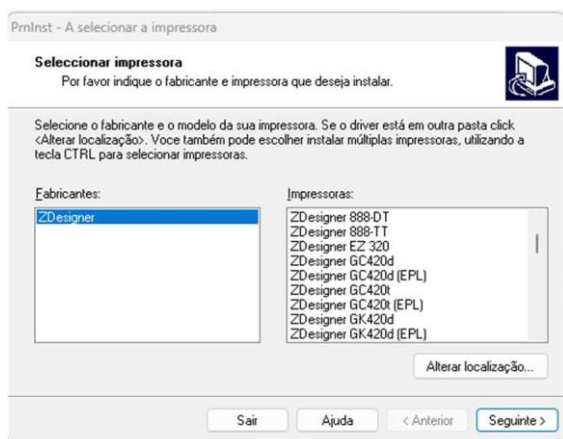 PrnInst - A selecionar a impressora
Seleccionar impressora
Por favor indique o fabricante e impressora que deseja instalar.
Selecione o fabricante e o modelo da sua impressora. Se o driver está em outra pasta click
<Alterar localização>. Voce também pode escolher instalar múltiplas impressoras, utilizando a
tecla CTRL para selecionar impressoras.
Fabricantes:
ZDesigner
Impressoras:
ZDesigner 888-DT
ZDesigner 888-TT
ZDesigner EZ 320
ZDesigner GC420d
ZDesigner GC420d (EPL)
ZDesigner GC420t
ZDesigner GC420t (EPL)
ZDesigner GK420d
ZDesigner GK420d (EPL)
Alterar localização...
Sair
Ajuda
< Anterior
Seguinte >